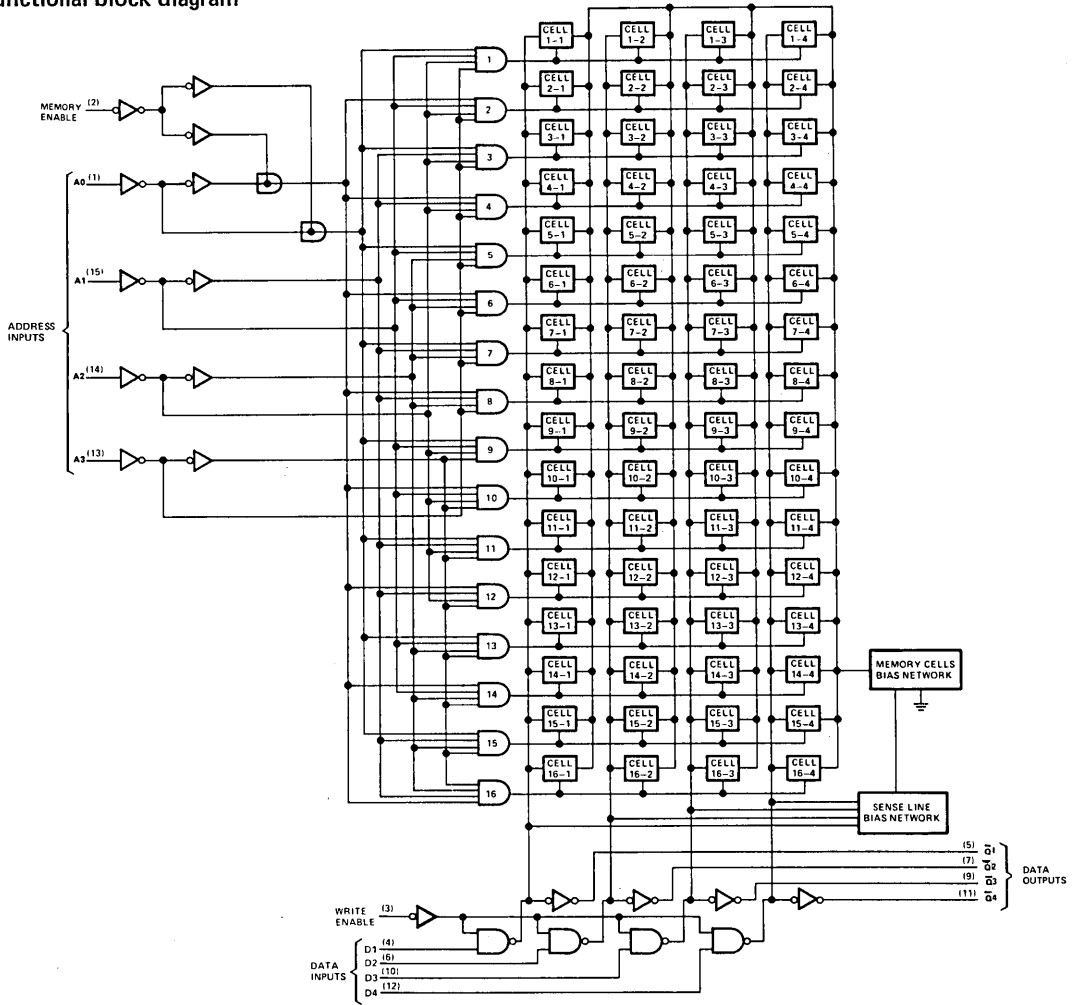 functional block diagram
MEMORY
ENABLE
(2)
ADDRESS
INPUTS
A0 (1)
A1 (15)
A2 (14)
A3 (13)
1
2
3
4
5
6
7
8
9
10
11
12
13
14
15
16
CELL CELL CELL CELL
1-1 1-2 1-3 1-4
CELL CELL CELL CELL
2-1 2-2 2-3 2-4
CELL CELL CELL CELL
3-1 3-2 3-3 3-4
CELL CELL CELL CELL
4-1 4-2 4-3 4-4
CELL CELL CELL CELL
5-1 5-2 5-3 5-4
CELL CELL CELL CELL
6-1 6-2 6-3 6-4
CELL CELL CELL CELL
7-1 7-2 7-3 7-4
CELL CELL CELL CELL
8-1 8-2 8-3 8-4
CELL CELL CELL CELL
9-1 9-2 9-3 9-4
CELL CELL CELL CELL
10-1 10-2 10-3 10-4
CELL CELL CELL CELL
11-1 11-2 11-3 11-4
CELL CELL CELL CELL
12-1 12-2 12-3 12-4
CELL CELL CELL CELL
13-1 13-2 13-3 13-4
CELL CELL CELL CELL
14-1 14-2 14-3 14-4
CELL CELL CELL CELL
15-1 15-2 15-3 15-4
CELL CELL CELL CELL
16-1 16-2 16-3 16-4
MEMORY CELLS
BIAS NETWORK
SENSE LINE
BIAS NETWORK
(5) D̅1
(7) D̅2
(9) D̅3
(11) D̅4
DATA
OUTPUTS
WRITE
ENABLE
(3)
DATA
INPUTS
D1 (4)
D2 (6)
D3 (10)
D4 (12)